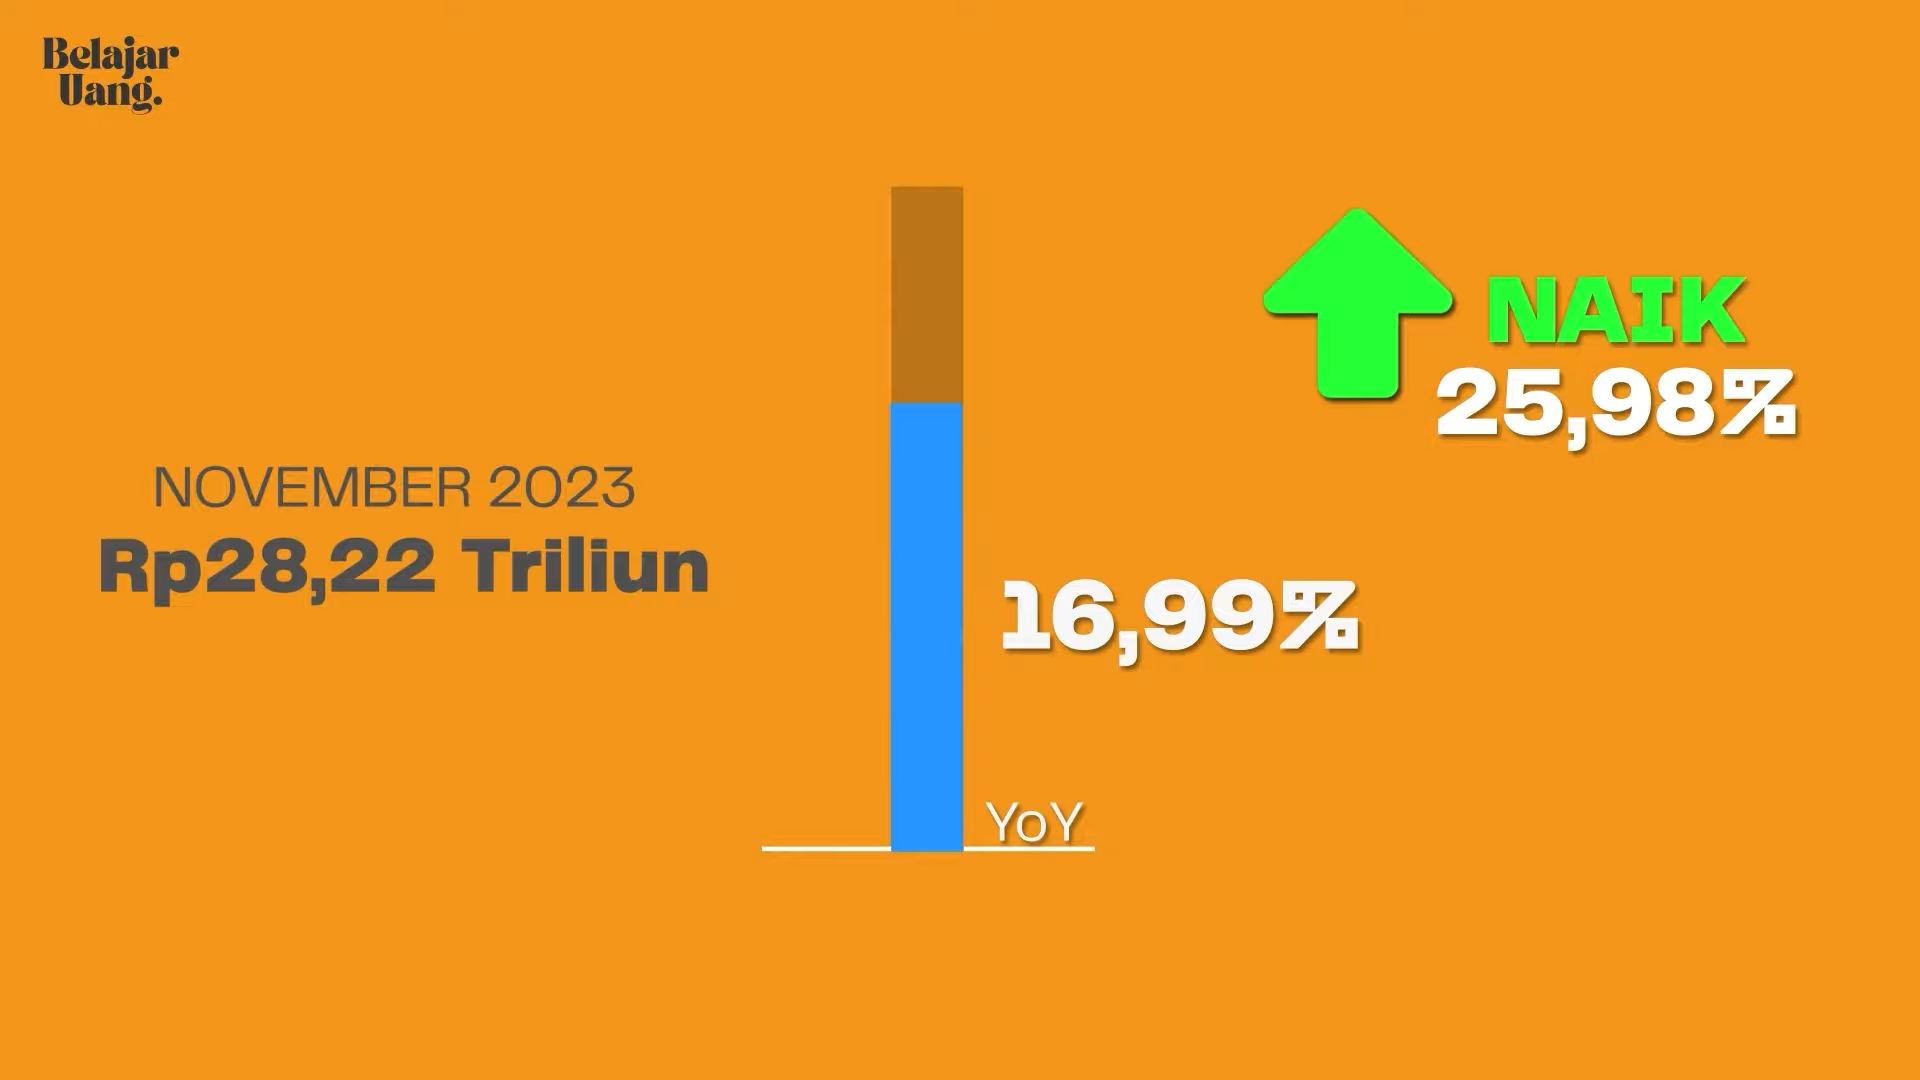 Belajar
Uang.
NOVEMBER 2023
Rp28,22 Triliun
NAIK
25,98%
16,99%
YoY